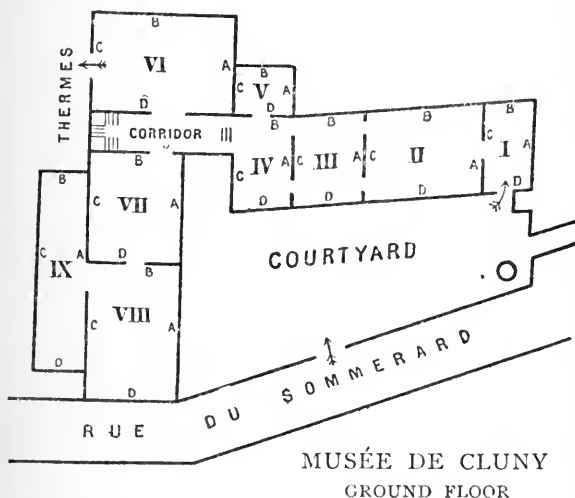 B
C VI A
D
THERMES
B
C V A
D
CORRIDOR
B
C IV
D
B
III
D
B
C II A
D
B
C I A
D
B
C VII A
D
B
C A
IX
D
B
C VIII A
D
COURTYARD
RUE DU SOMMERARD
MUSÉE DE CLUNY
GROUND FLOOR